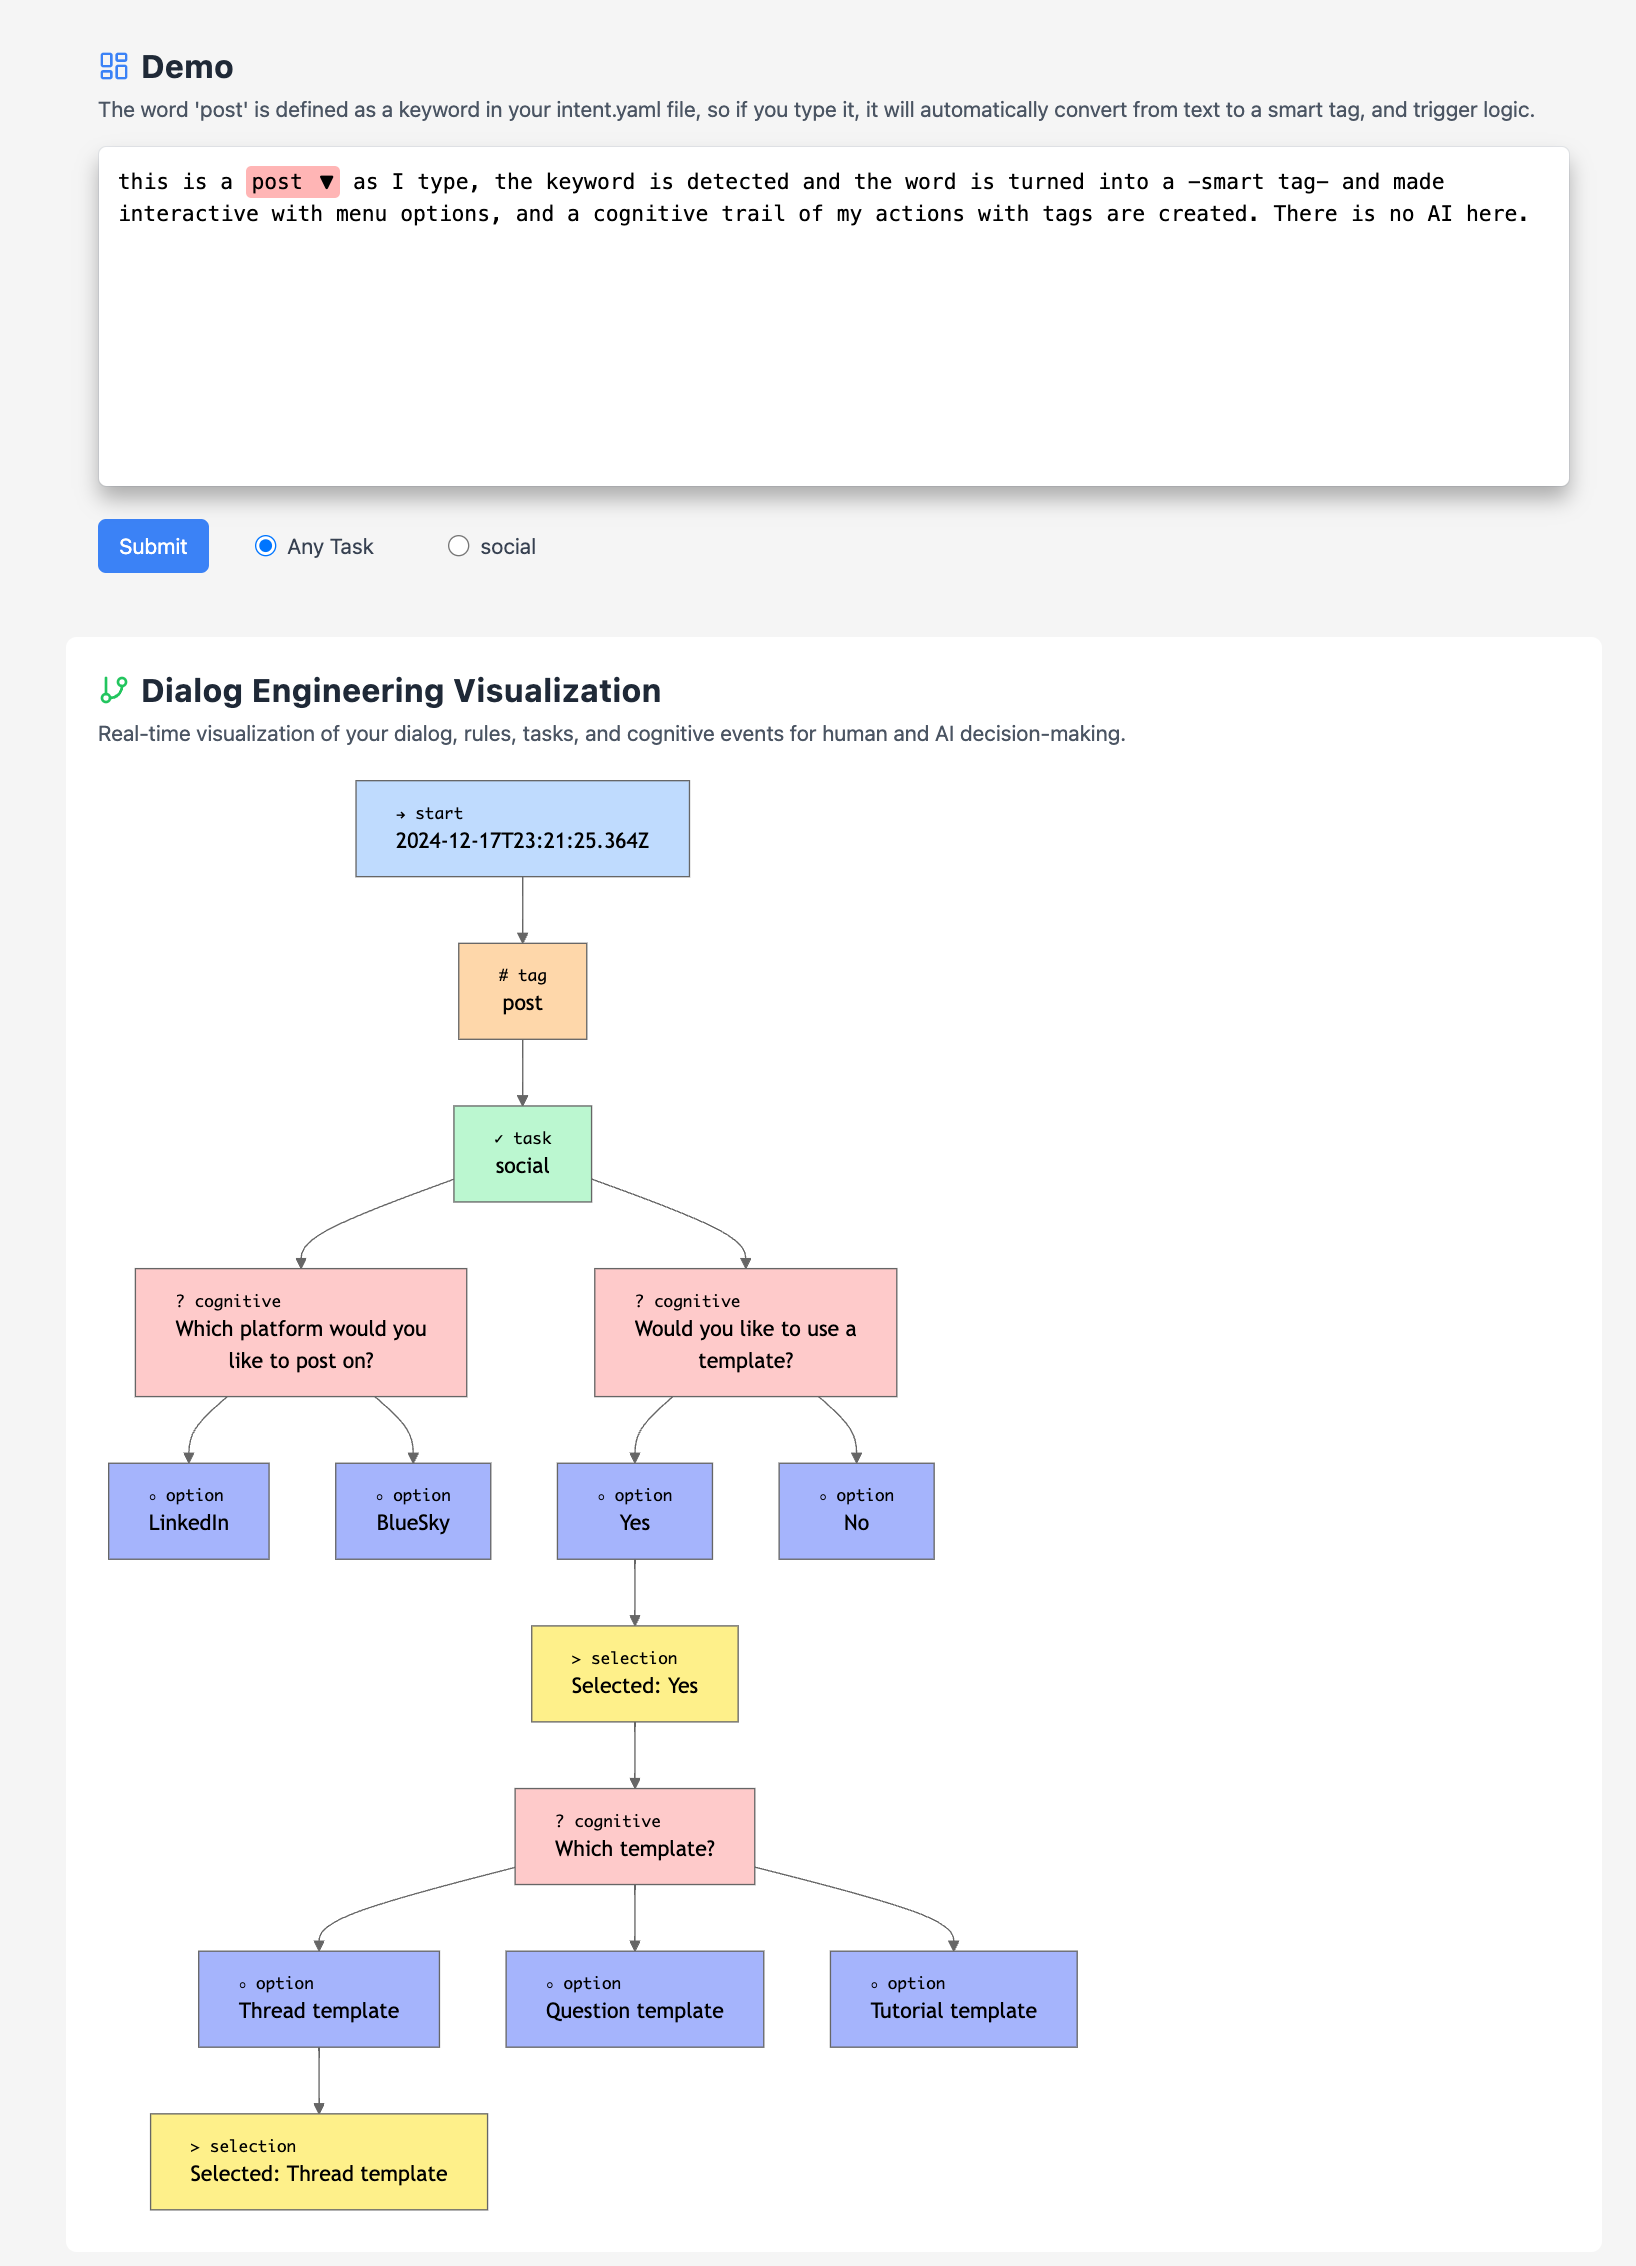 Demo
The word 'post' is defined as a keyword in your intent.yaml file, so if you type it, it will automatically convert from text to a smart tag, and trigger logic.
this is a post ▼ as I type, the keyword is detected and the word is turned into a –smart tag– and made
interactive with menu options, and a cognitive trail of my actions with tags are created. There is no AI here.
Submit Any Task social
Dialog Engineering Visualization
Real-time visualization of your dialog, rules, tasks, and cognitive events for human and AI decision-making.
→ start
2024-12-17T23:21:25.364Z
# tag
post
✓ task
social
? cognitive
Which platform would you
like to post on?
? cognitive
Would you like to use a
template?
○ option
LinkedIn
○ option
BlueSky
○ option
Yes
○ option
No
> selection
Selected: Yes
? cognitive
Which template?
○ option
Thread template
○ option
Question template
○ option
Tutorial template
> selection
Selected: Thread template